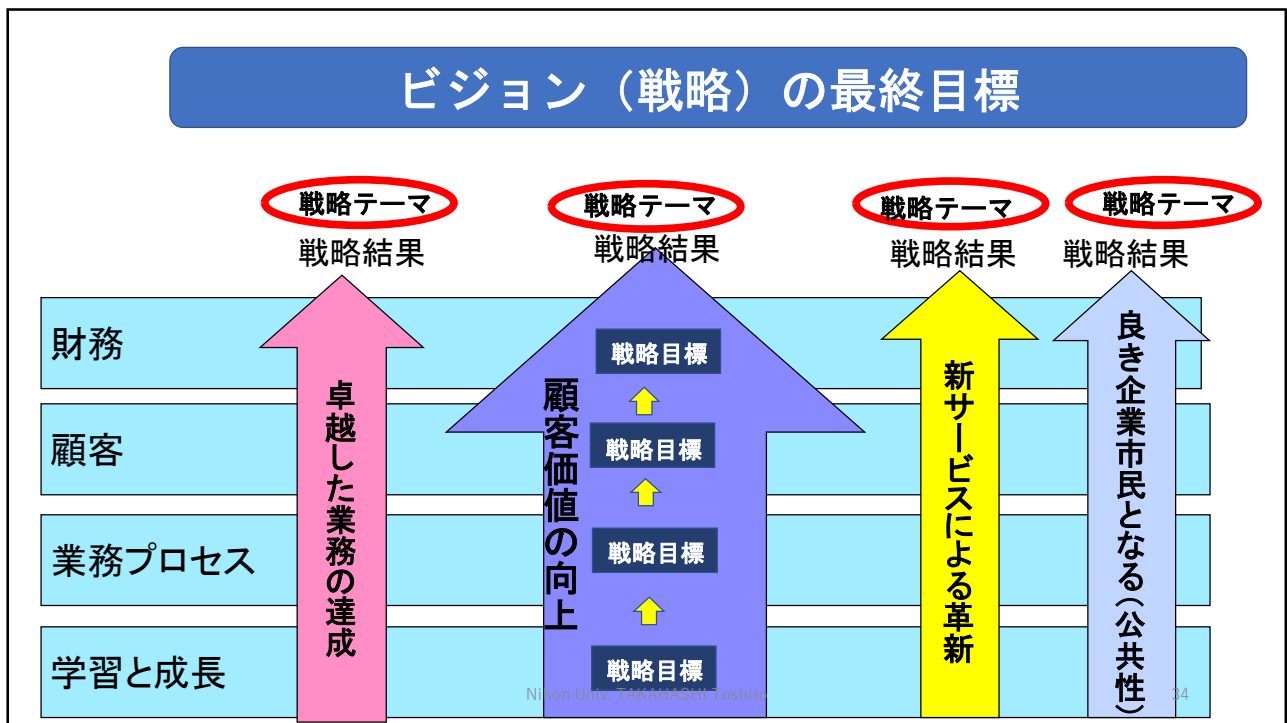 ビジョン（戦略）の最終目標
戦略テーマ
戦略結果
戦略テーマ
戦略結果
戦略テーマ
戦略結果
戦略テーマ
戦略結果
財務
顧客
業務プロセス
学習と成長
卓越した業務の達成
顧客価値の向上
戦略目標
戦略目標
戦略目標
戦略目標
新サービスによる革新
良き企業市民となる（公共性）
Nihon Univ. TAKAHASHI Toshiro
34